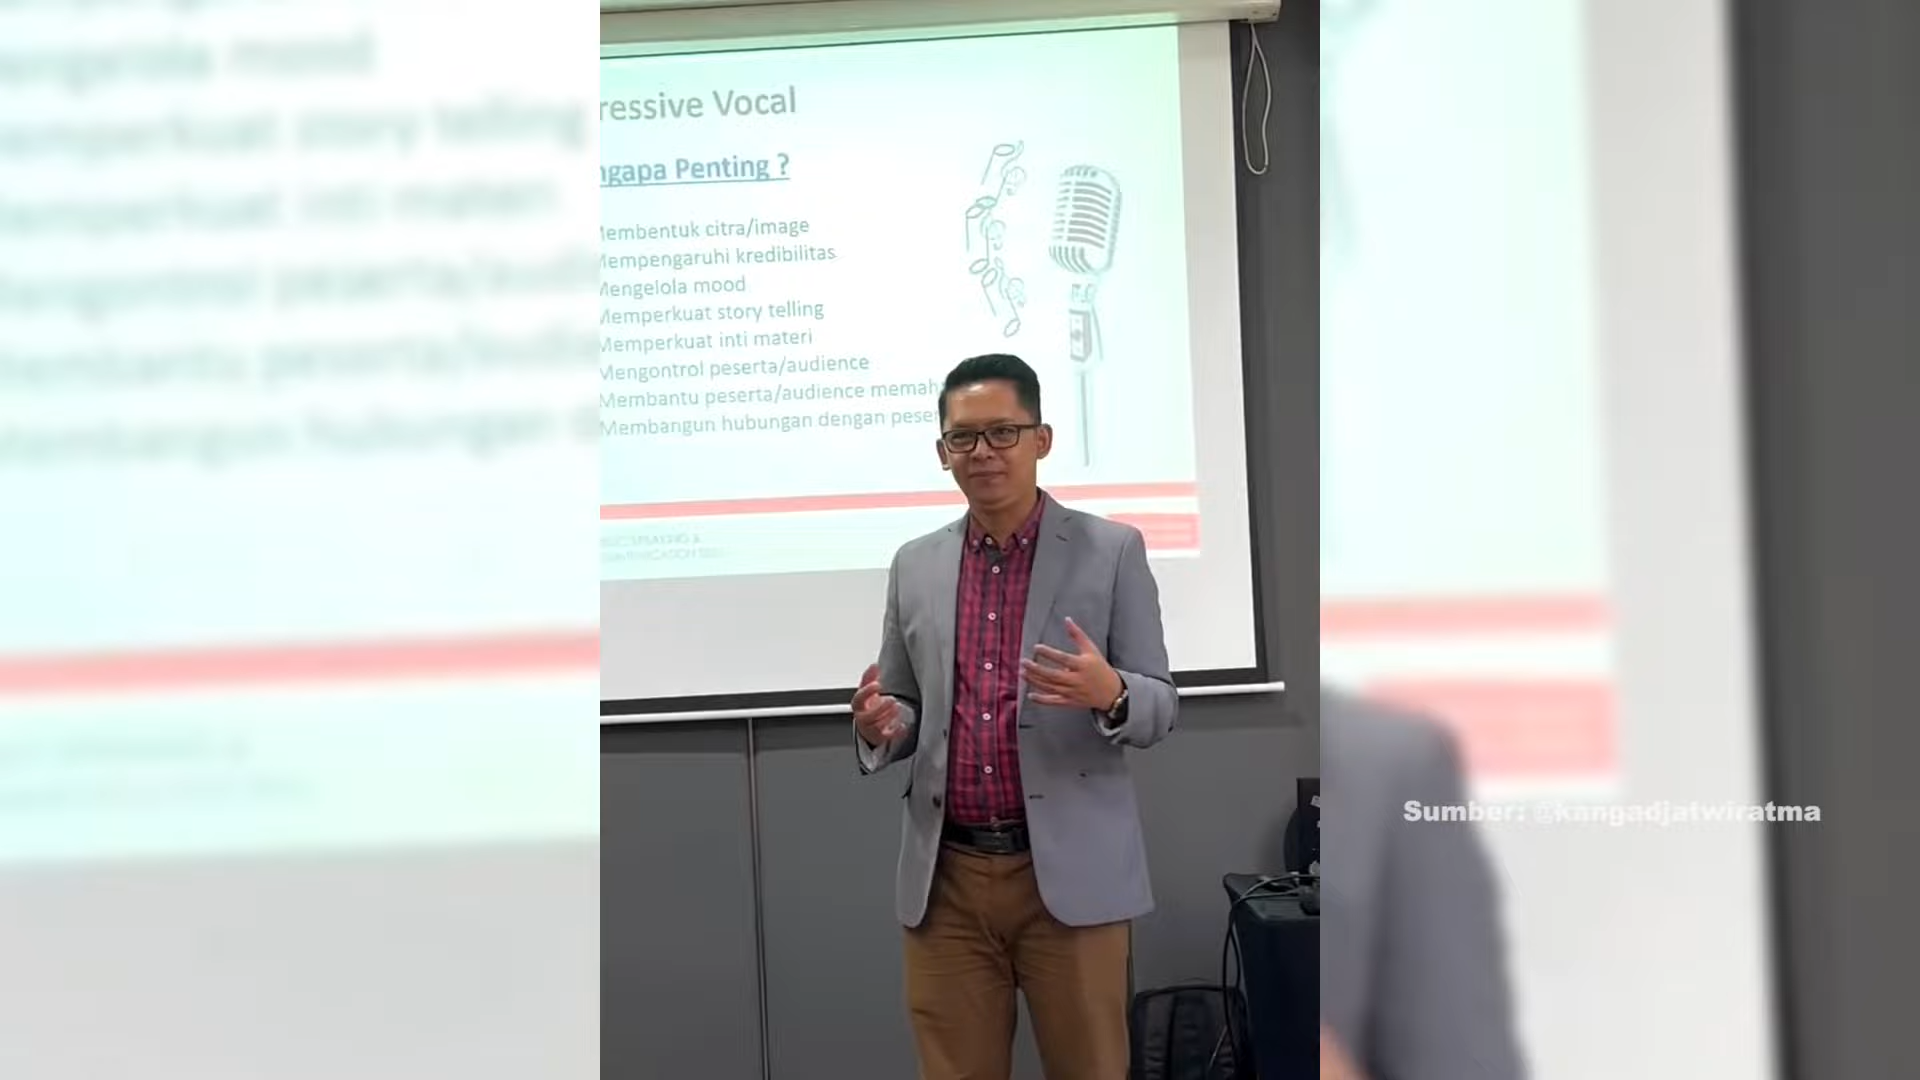 ressive Vocal
ngapa Penting ?
Membentuk citra/image
Mempengaruhi kredibilitas
Mengelola mood
Memperkuat story telling
Memperkuat inti materi
Mengontrol peserta/audience
Membantu peserta/audience memah
Membangun hubungan dengan peser
Sumber: @kangadjatwiratma